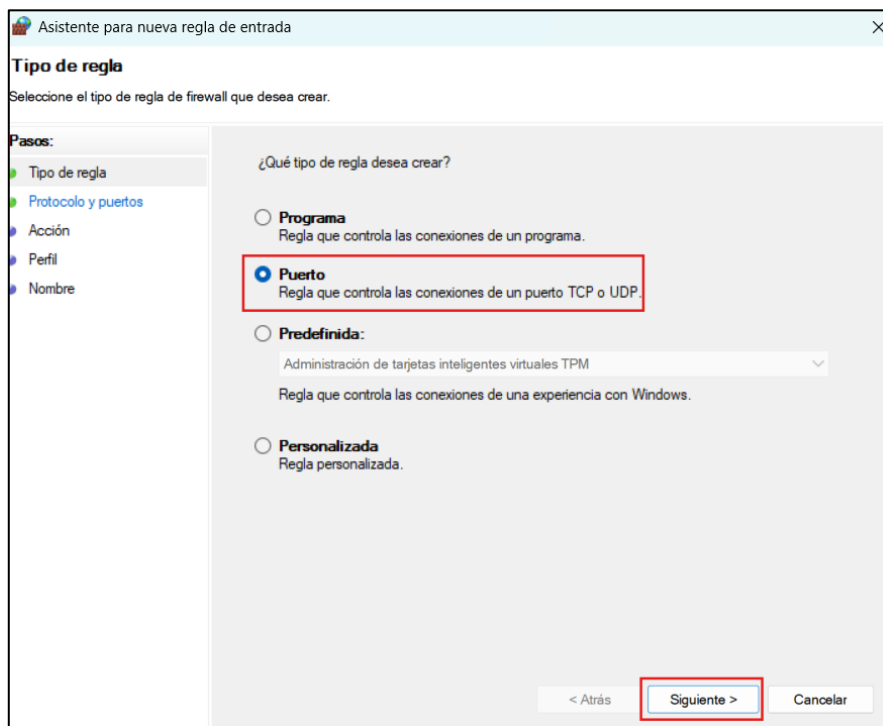 Asistente para nueva regla de entrada
Tipo de regla
Seleccione el tipo de regla de firewall que desea crear.
Pasos:
Tipo de regla
Protocolo y puertos
Acción
Perfil
Nombre
¿Qué tipo de regla desea crear?
Programa
Regla que controla las conexiones de un programa.
Puerto
Regla que controla las conexiones de un puerto TCP o UDP.
Predefinida:
Administración de tarjetas inteligentes virtuales TPM
Regla que controla las conexiones de una experiencia con Windows.
Personalizada
Regla personalizada.
< Atrás
Siguiente >
Cancelar